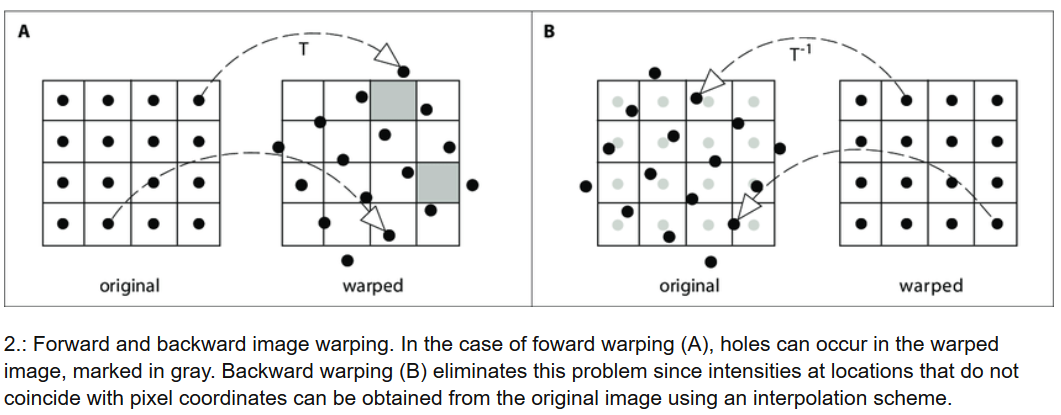 A
T
original
warped
B
T-1
original
warped
2.: Forward and backward image warping. In the case of foward warping (A), holes can occur in the warped
image, marked in gray. Backward warping (B) eliminates this problem since intensities at locations that do not
coincide with pixel coordinates can be obtained from the original image using an interpolation scheme.